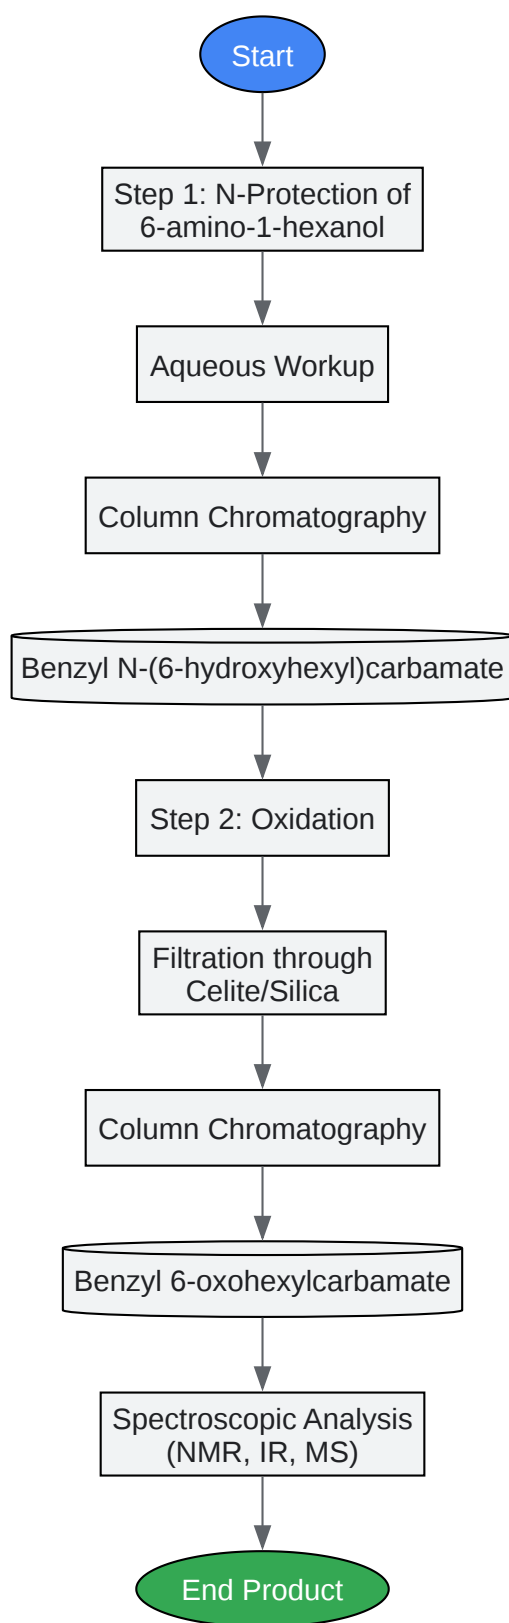 Start
Step 1: N-Protection of
6-amino-1-hexanol
Aqueous Workup
Column Chromatography
Benzyl N-(6-hydroxyhexyl)carbamate
Step 2: Oxidation
Filtration through
Celite/Silica
Column Chromatography
Benzyl 6-oxohexylcarbamate
Spectroscopic Analysis
(NMR, IR, MS)
End Product